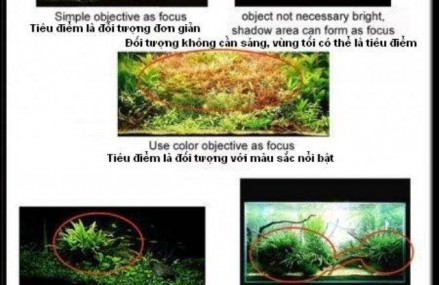 Simple objective as focus
Tiêu điểm là đối tượng đơn giản
object not necessary bright,
shadow area can form as focus
Đối tượng không cần sáng, vùng tối có thể là tiêu điểm
Use color objective as focus
Tiêu điểm là đối tượng với màu sắc nổi bật